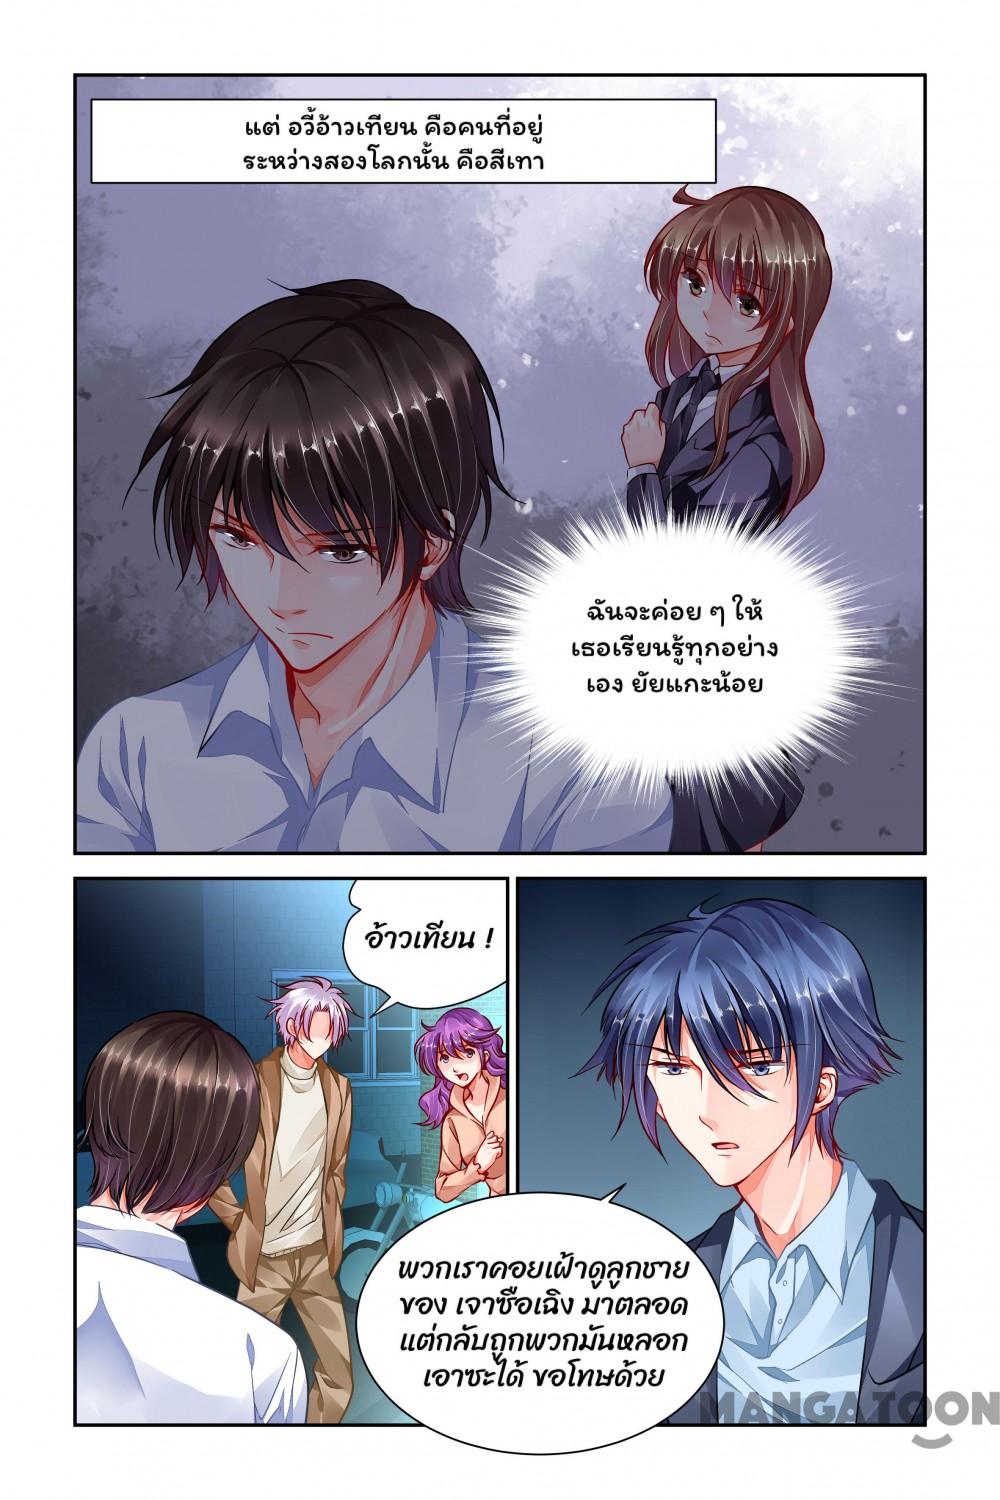 แต่ อวี้อ้าวเทียน คือคนที่อยู่
ระหว่างสองโลกนั้น คือสีเทา
ฉันจะค่อย ๆ ให้
เธอเรียนรู้ทุกอย่าง
เอง ยัยแกะน้อย
อ้าวเทียน !
พวกเราคอยเฝ้าดูลูกชาย
ของ เจาซือเฉิง มาตลอด
แต่กลับถูกพวกมันหลอก
เอาซะได้ ขอโทษด้วย
MANGATOON